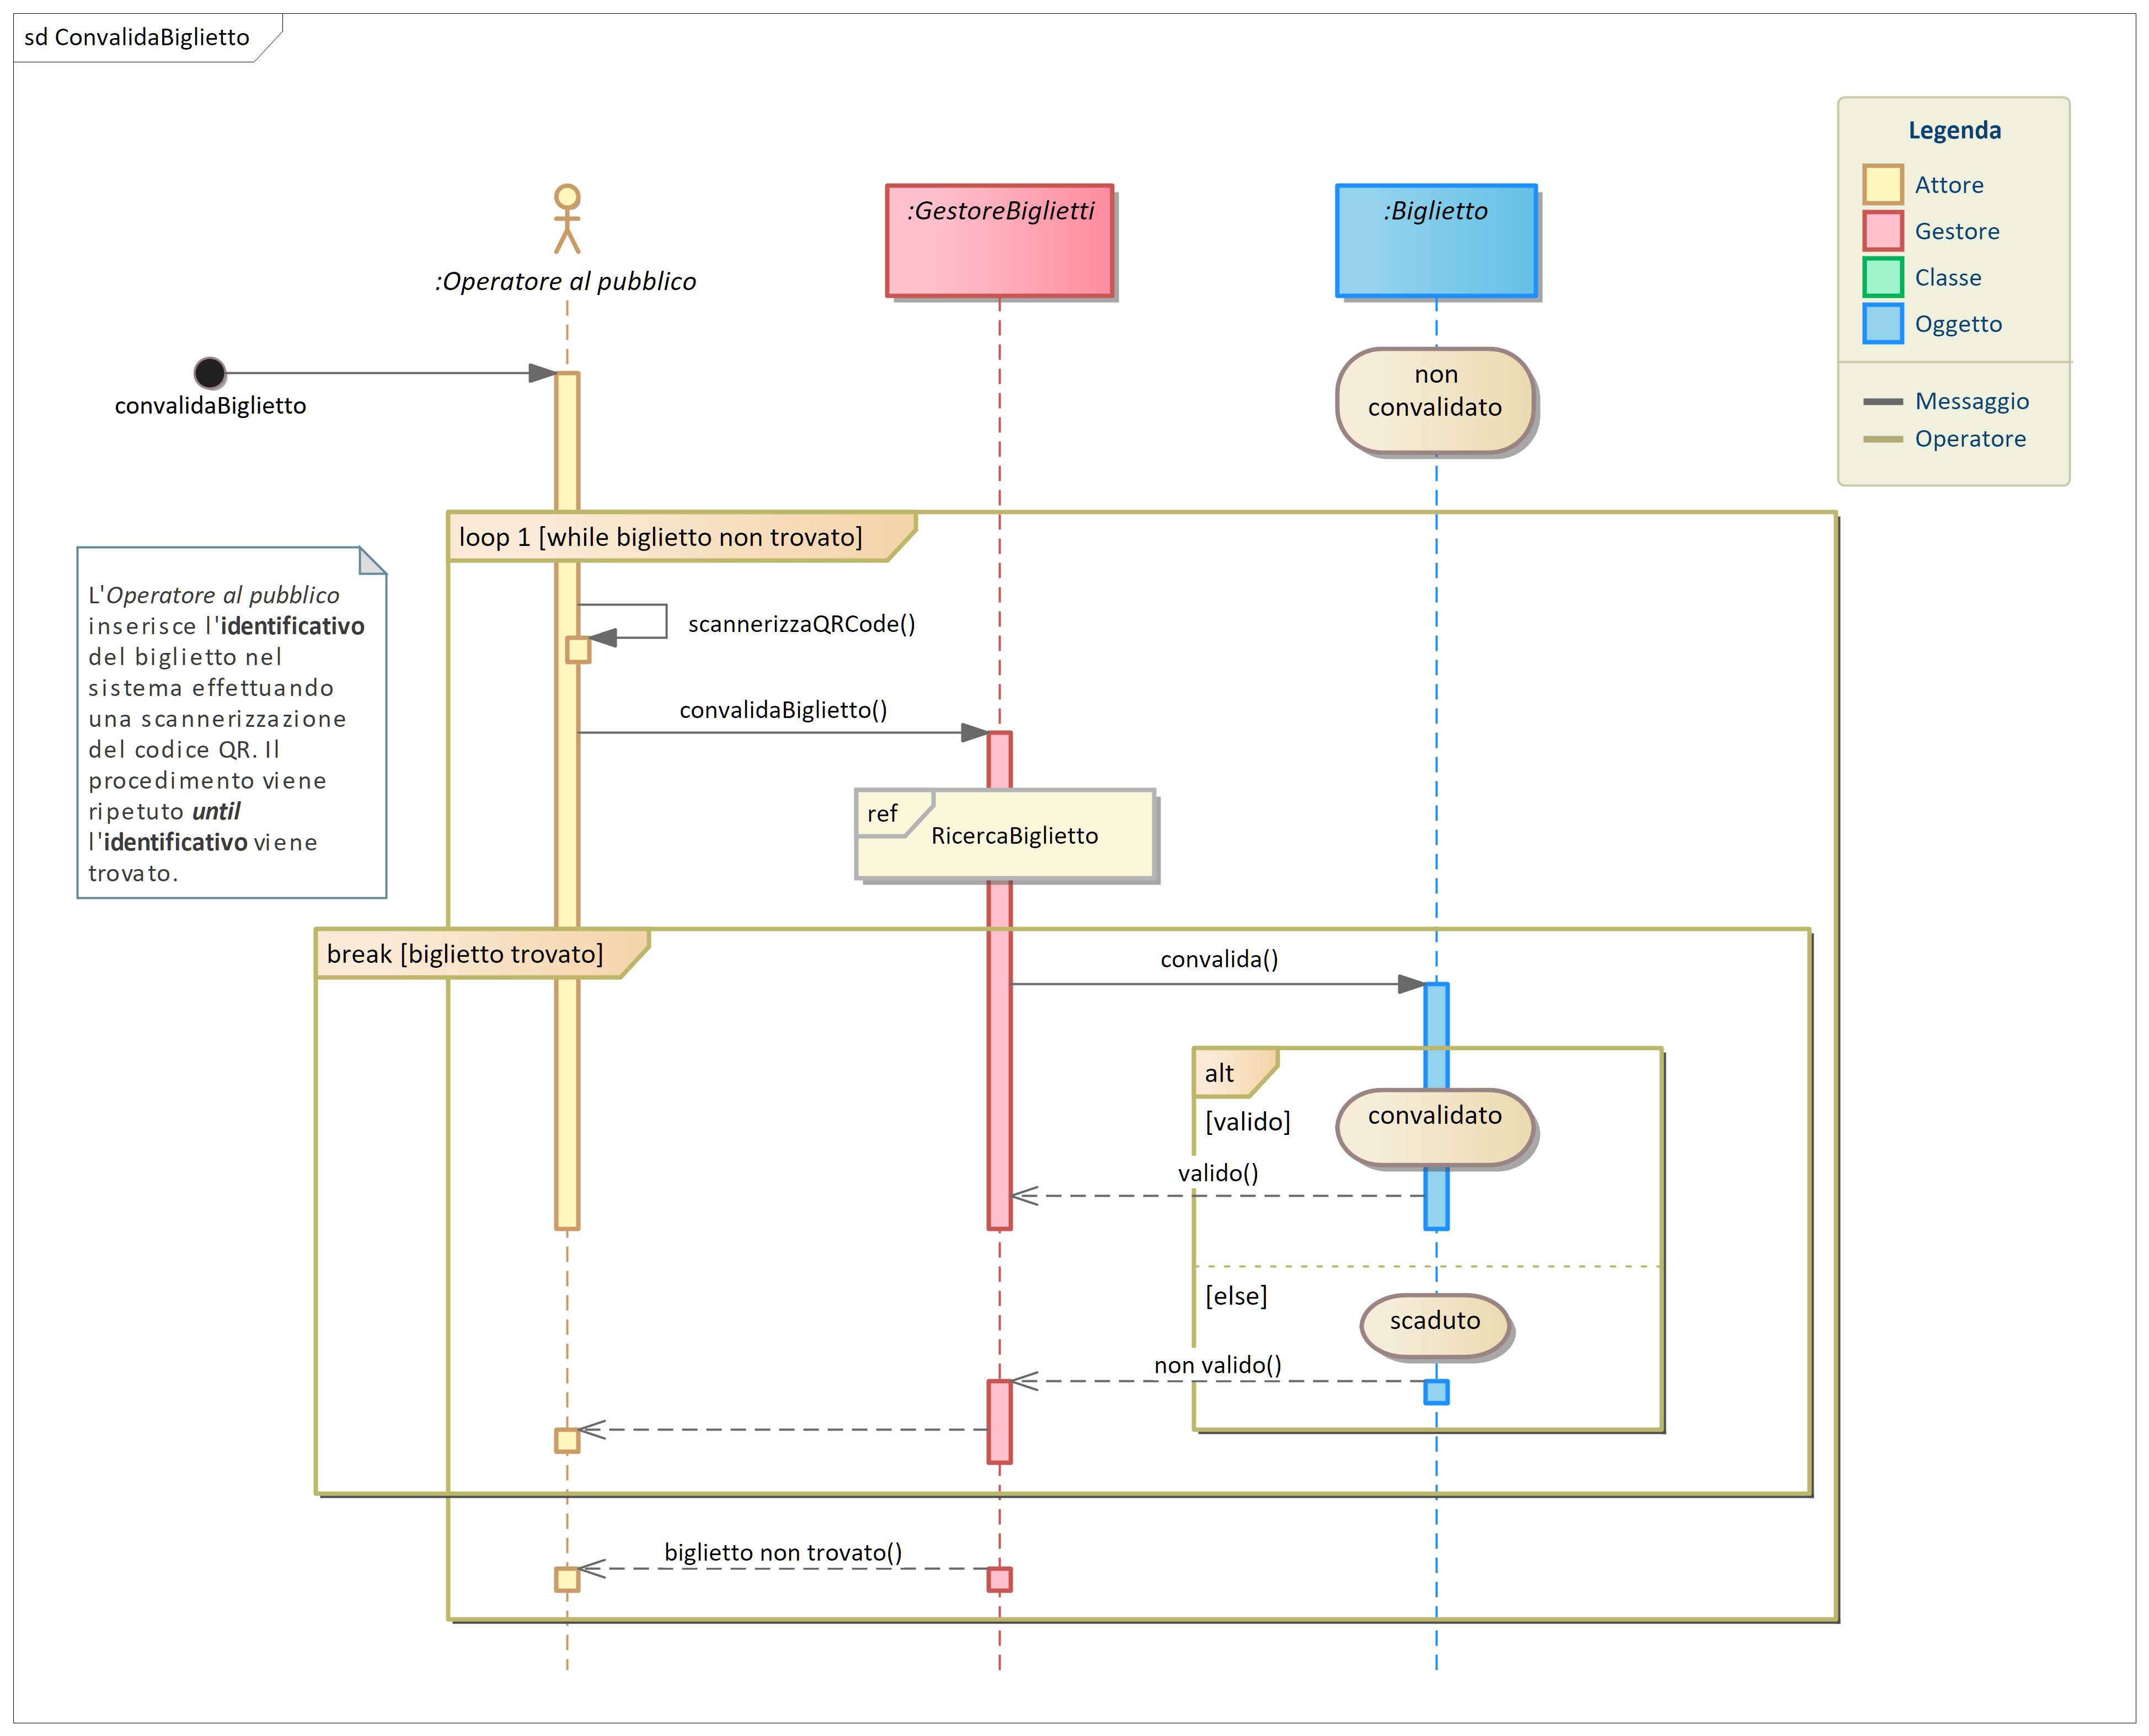 sd ConvalidaBiglietto
Legenda
Attore
Gestore
Classe
Oggetto
Messaggio
Operatore
:Operatore al pubblico
:GestoreBiglietti
:Biglietto
convalidaBiglietto
non
convalidato
loop 1 [while biglietto non trovato]
L'Operatore al pubblico
inserisce l'identificativo
del biglietto nel
sistema effettuando
una scannerizzazione
del codice QR. Il
procedimento viene
ripetuto until
l'identificativo viene
trovato.
scannerizzaQRCode()
convalidaBiglietto()
ref
RicercaBiglietto
break [biglietto trovato]
convalida()
alt
[valido]
convalidato
valido()
[else]
scaduto
non valido()
biglietto non trovato()